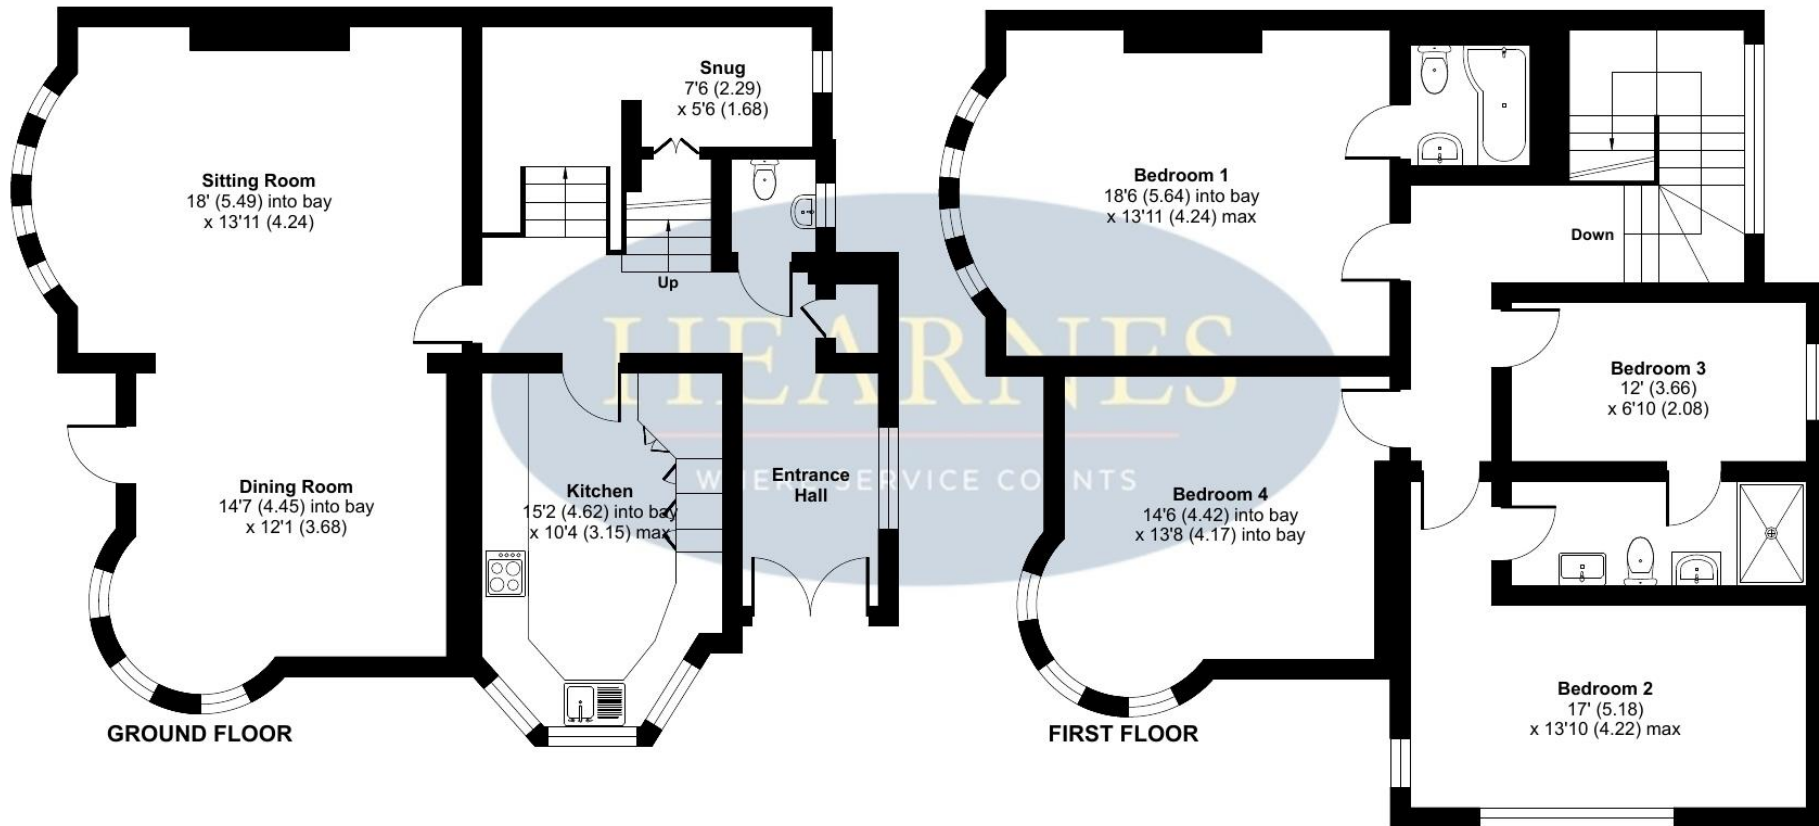 Snug
7'6 (2.29)
x 5'6 (1.68)
Sitting Room
18' (5.49) into bay
x 13'11 (4.24)
Up
Dining Room
14'7 (4.45) into bay
x 12'1 (3.68)
Kitchen
15'2 (4.62) into bay
x 10'4 (3.15) max
Entrance
Hall
GROUND FLOOR
HEARNES
WHERE SERVICE COUNTS
Bedroom 1
18'6 (5.64) into bay
x 13'11 (4.24) max
Down
Bedroom 3
12' (3.66)
x 6'10 (2.08)
Bedroom 4
14'6 (4.42) into bay
x 13'8 (4.17) into bay
Bedroom 2
17' (5.18)
x 13'10 (4.22) max
FIRST FLOOR